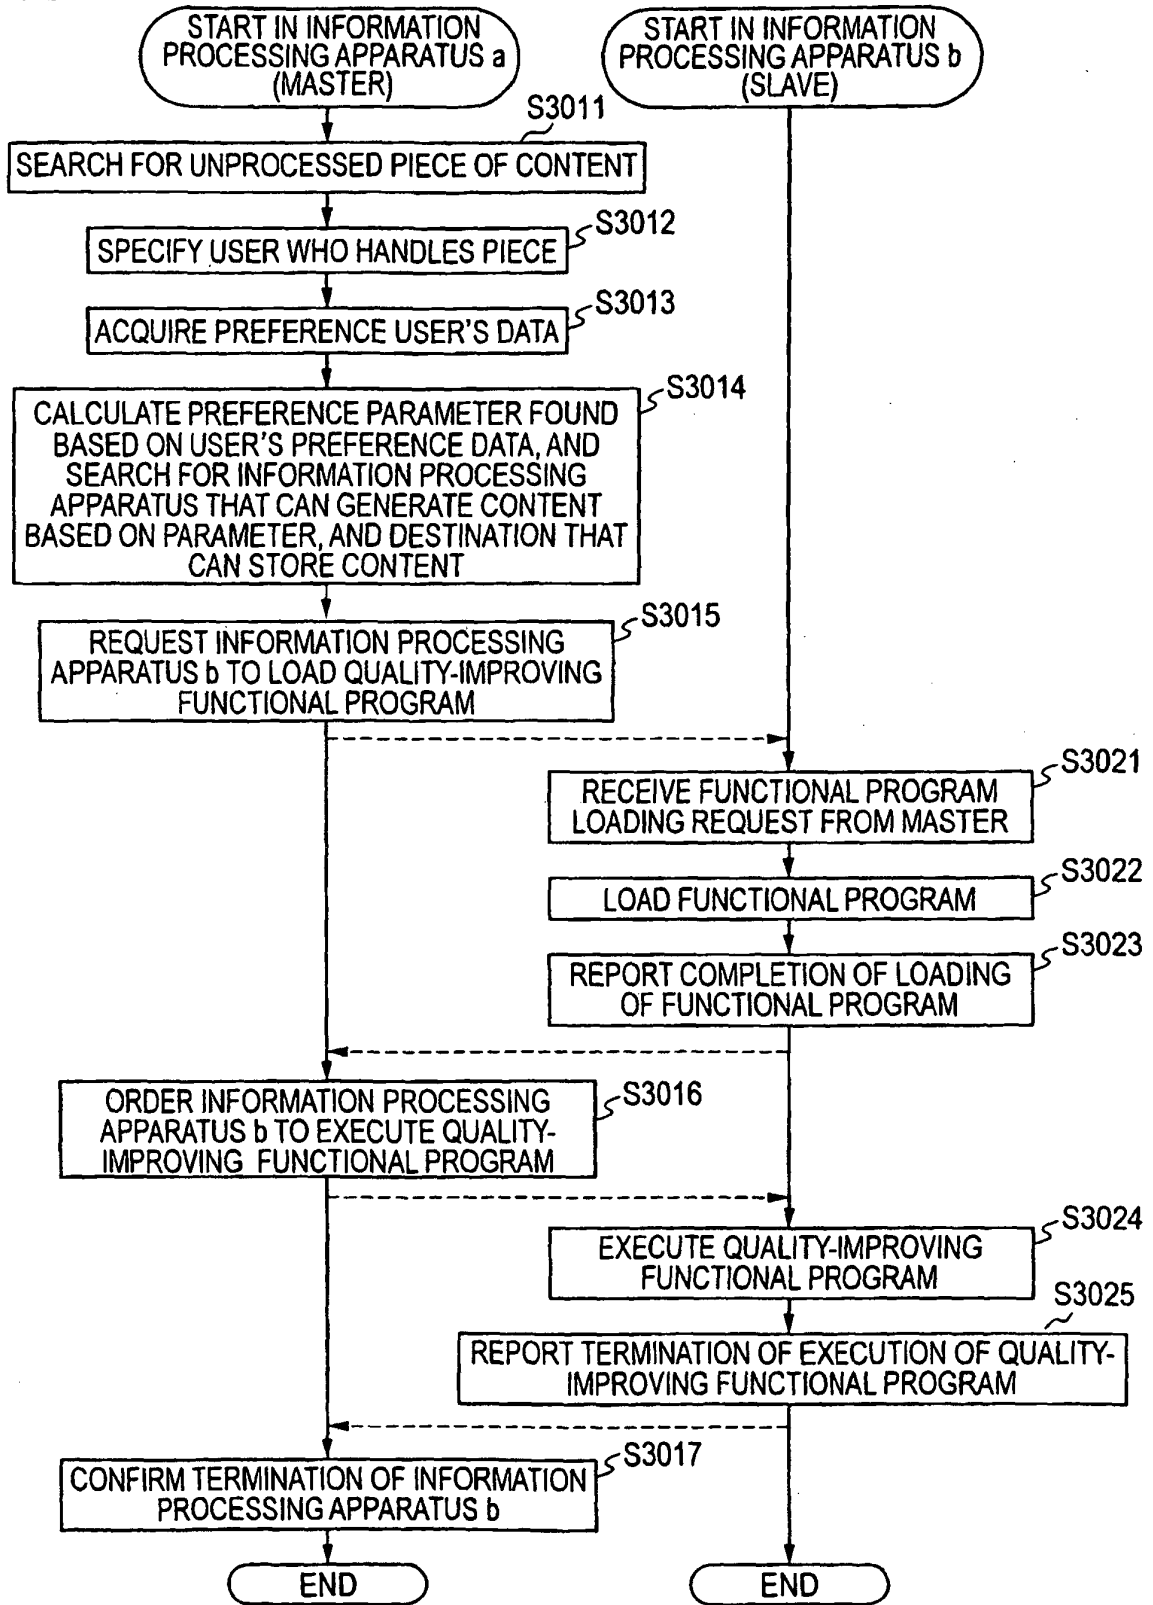 START IN INFORMATION
PROCESSING APPARATUS a
(MASTER)
START IN INFORMATION
PROCESSING APPARATUS b
(SLAVE)
S3011
SEARCH FOR UNPROCESSED PIECE OF CONTENT
S3012
SPECIFY USER WHO HANDLES PIECE
S3013
ACQUIRE PREFERENCE USER'S DATA
S3014
CALCULATE PREFERENCE PARAMETER FOUND
BASED ON USER'S PREFERENCE DATA, AND
SEARCH FOR INFORMATION PROCESSING
APPARATUS THAT CAN GENERATE CONTENT
BASED ON PARAMETER, AND DESTINATION THAT
CAN STORE CONTENT
S3015
REQUEST INFORMATION PROCESSING
APPARATUS b TO LOAD QUALITY-IMPROVING
FUNCTIONAL PROGRAM
S3021
RECEIVE FUNCTIONAL PROGRAM
LOADING REQUEST FROM MASTER
S3022
LOAD FUNCTIONAL PROGRAM
S3023
REPORT COMPLETION OF LOADING
OF FUNCTIONAL PROGRAM
S3016
ORDER INFORMATION PROCESSING
APPARATUS b TO EXECUTE QUALITY-
IMPROVING FUNCTIONAL PROGRAM
S3024
EXECUTE QUALITY-IMPROVING
FUNCTIONAL PROGRAM
S3025
REPORT TERMINATION OF EXECUTION OF QUALITY-
IMPROVING FUNCTIONAL PROGRAM
S3017
CONFIRM TERMINATION OF INFORMATION
PROCESSING APPARATUS b
END
END